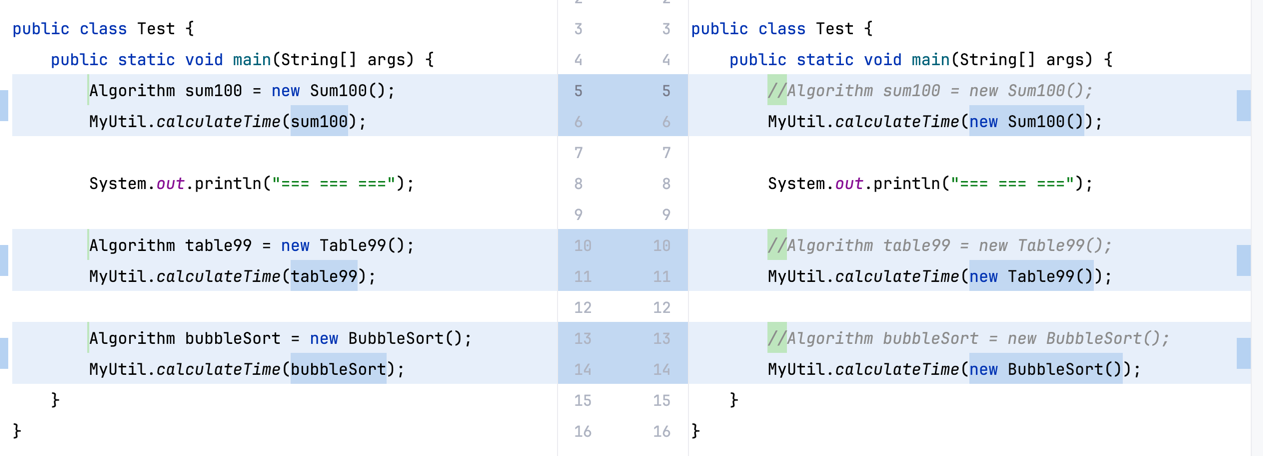 public class Test {
    public static void main(String[] args) {
        Algorithm sum100 = new Sum100();
        MyUtil.calculateTime(sum100);
        System.out.println("=== === ===");
        Algorithm table99 = new Table99();
        MyUtil.calculateTime(table99);
        Algorithm bubbleSort = new BubbleSort();
        MyUtil.calculateTime(bubbleSort);
    }
}
3 3
4 4
5 5
6 6
7 7
8 8
9 9
10 10
11 11
12 12
13 13
14 14
15 15
16 16
public class Test {
    public static void main(String[] args) {
        //Algorithm sum100 = new Sum100();
        MyUtil.calculateTime(new Sum100());
        System.out.println("=== === ===");
        //Algorithm table99 = new Table99();
        MyUtil.calculateTime(new Table99());
        //Algorithm bubbleSort = new BubbleSort();
        MyUtil.calculateTime(new BubbleSort());
    }
}